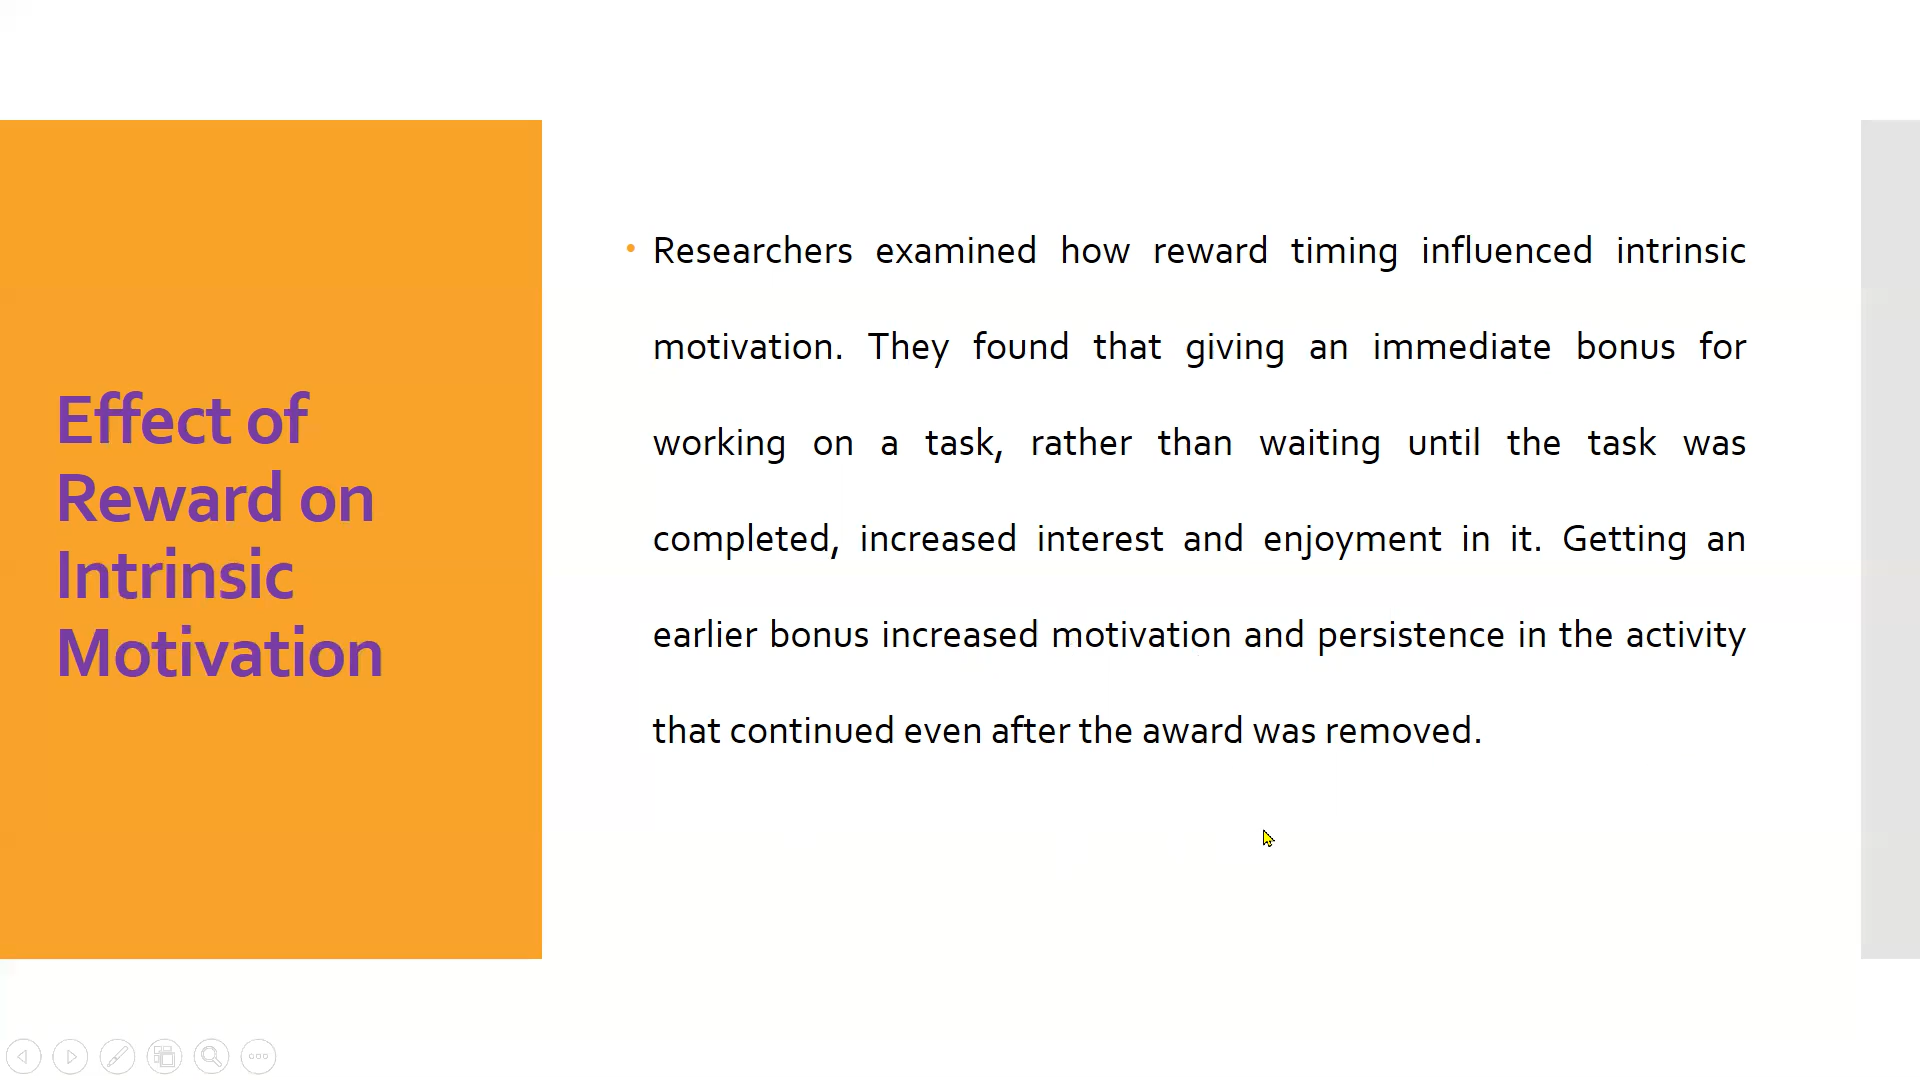 Effect of
Reward on
Intrinsic
Motivation
• Researchers examined how reward timing influenced intrinsic
motivation. They found that giving an immediate bonus for
working on a task, rather than waiting until the task was
completed, increased interest and enjoyment in it. Getting an
earlier bonus increased motivation and persistence in the activity
that continued even after the award was removed.